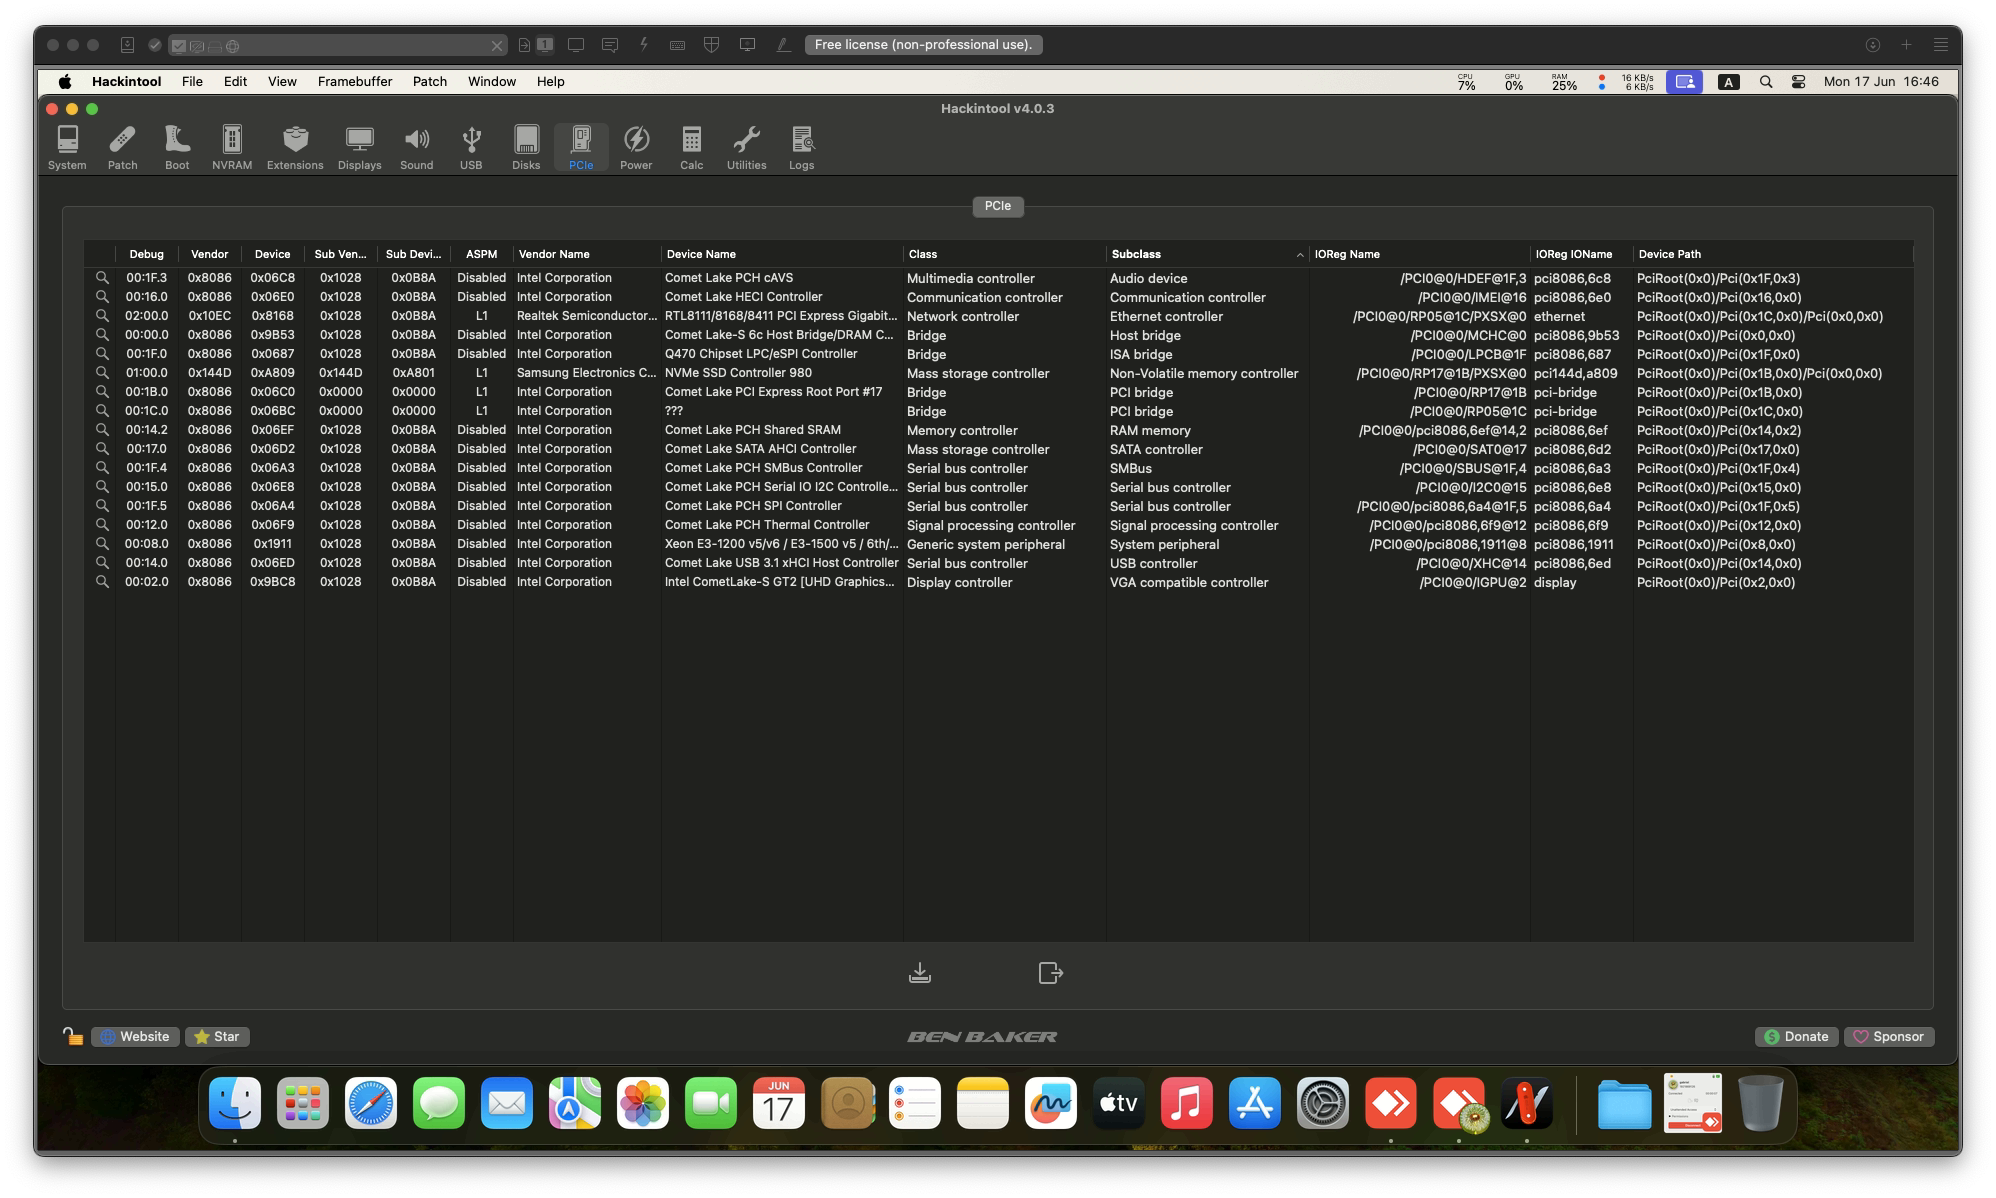 1 Free license (non-professional use).
Hackintool File Edit View Framebuffer Patch Window Help CPU 7% GPU 0% RAM 25% 16 KB/s 6 KB/s A Mon 17 Jun 16:46
Hackintool v4.0.3
System Patch Boot NVRAM Extensions Displays Sound USB Disks PCIe Power Calc Utilities Logs
PCIe
Debug Vendor Device Sub Ven... Sub Devi... ASPM Vendor Name Device Name Class Subclass IOReg Name IOReg IOName Device Path
00:1F.3 0x8086 0x06C8 0x1028 0x0B8A Disabled Intel Corporation Comet Lake PCH cAVS Multimedia controller Audio device /PCI0@0/HDEF@1F,3 pci8086,6c8 PciRoot(0x0)/Pci(0x1F,0x3)
00:16.0 0x8086 0x06E0 0x1028 0x0B8A Disabled Intel Corporation Comet Lake HECI Controller Communication controller Communication controller /PCI0@0/IMEI@16 pci8086,6e0 PciRoot(0x0)/Pci(0x16,0x0)
02:00.0 0x10EC 0x8168 0x1028 0x0B8A L1 Realtek Semiconductor... RTL8111/8168/8411 PCI Express Gigabit... Network controller Ethernet controller /PCI0@0/RP05@1C/PXSX@0 ethernet PciRoot(0x0)/Pci(0x1C,0x0)/Pci(0x0,0x0)
00:00.0 0x8086 0x9B53 0x1028 0x0B8A Disabled Intel Corporation Comet Lake-S 6c Host Bridge/DRAM C... Bridge Host bridge /PCI0@0/MCHC@0 pci8086,9b53 PciRoot(0x0)/Pci(0x0,0x0)
00:1F.0 0x8086 0x0687 0x1028 0x0B8A Disabled Intel Corporation Q470 Chipset LPC/eSPI Controller Bridge ISA bridge /PCI0@0/LPCB@1F pci8086,687 PciRoot(0x0)/Pci(0x1F,0x0)
01:00.0 0x144D 0xA809 0x144D 0xA801 L1 Samsung Electronics C... NVMe SSD Controller 980 Mass storage controller Non-Volatile memory controller /PCI0@0/RP17@1B/PXSX@0 pci144d,a809 PciRoot(0x0)/Pci(0x1B,0x0)/Pci(0x0,0x0)
00:1B.0 0x8086 0x06C0 0x0000 0x0000 L1 Intel Corporation Comet Lake PCI Express Root Port #17 Bridge PCI bridge /PCI0@0/RP17@1B pci-bridge PciRoot(0x0)/Pci(0x1B,0x0)
00:1C.0 0x8086 0x06BC 0x0000 0x0000 L1 Intel Corporation ??? Bridge PCI bridge /PCI0@0/RP05@1C pci-bridge PciRoot(0x0)/Pci(0x1C,0x0)
00:14.2 0x8086 0x06EF 0x1028 0x0B8A Disabled Intel Corporation Comet Lake PCH Shared SRAM Memory controller RAM memory /PCI0@0/pci8086,6ef@14,2 pci8086,6ef PciRoot(0x0)/Pci(0x14,0x2)
00:17.0 0x8086 0x06D2 0x1028 0x0B8A Disabled Intel Corporation Comet Lake SATA AHCI Controller Mass storage controller SATA controller /PCI0@0/SAT0@17 pci8086,6d2 PciRoot(0x0)/Pci(0x17,0x0)
00:1F.4 0x8086 0x06A3 0x1028 0x0B8A Disabled Intel Corporation Comet Lake PCH SMBus Controller Serial bus controller SMBus /PCI0@0/SBUS@1F,4 pci8086,6a3 PciRoot(0x0)/Pci(0x1F,0x4)
00:15.0 0x8086 0x06E8 0x1028 0x0B8A Disabled Intel Corporation Comet Lake PCH Serial IO I2C Controlle... Serial bus controller Serial bus controller /PCI0@0/I2C0@15 pci8086,6e8 PciRoot(0x0)/Pci(0x15,0x0)
00:1F.5 0x8086 0x06A4 0x1028 0x0B8A Disabled Intel Corporation Comet Lake PCH SPI Controller Serial bus controller Serial bus controller /PCI0@0/pci8086,6a4@1F,5 pci8086,6a4 PciRoot(0x0)/Pci(0x1F,0x5)
00:12.0 0x8086 0x06F9 0x1028 0x0B8A Disabled Intel Corporation Comet Lake PCH Thermal Controller Signal processing controller Signal processing controller /PCI0@0/pci8086,6f9@12 pci8086,6f9 PciRoot(0x0)/Pci(0x12,0x0)
00:08.0 0x8086 0x1911 0x1028 0x0B8A Disabled Intel Corporation Xeon E3-1200 v5/v6 / E3-1500 v5 / 6th/... Generic system peripheral System peripheral /PCI0@0/pci8086,1911@8 pci8086,1911 PciRoot(0x0)/Pci(0x8,0x0)
00:14.0 0x8086 0x06ED 0x1028 0x0B8A Disabled Intel Corporation Comet Lake USB 3.1 xHCI Host Controller Serial bus controller USB controller /PCI0@0/XHC@14 pci8086,6ed PciRoot(0x0)/Pci(0x14,0x0)
00:02.0 0x8086 0x9BC8 0x1028 0x0B8A Disabled Intel Corporation Intel CometLake-S GT2 [UHD Graphics... Display controller VGA compatible controller /PCI0@0/IGPU@2 display PciRoot(0x0)/Pci(0x2,0x0)
Website Star BEN BAKER Donate Sponsor
JUN
17
tv